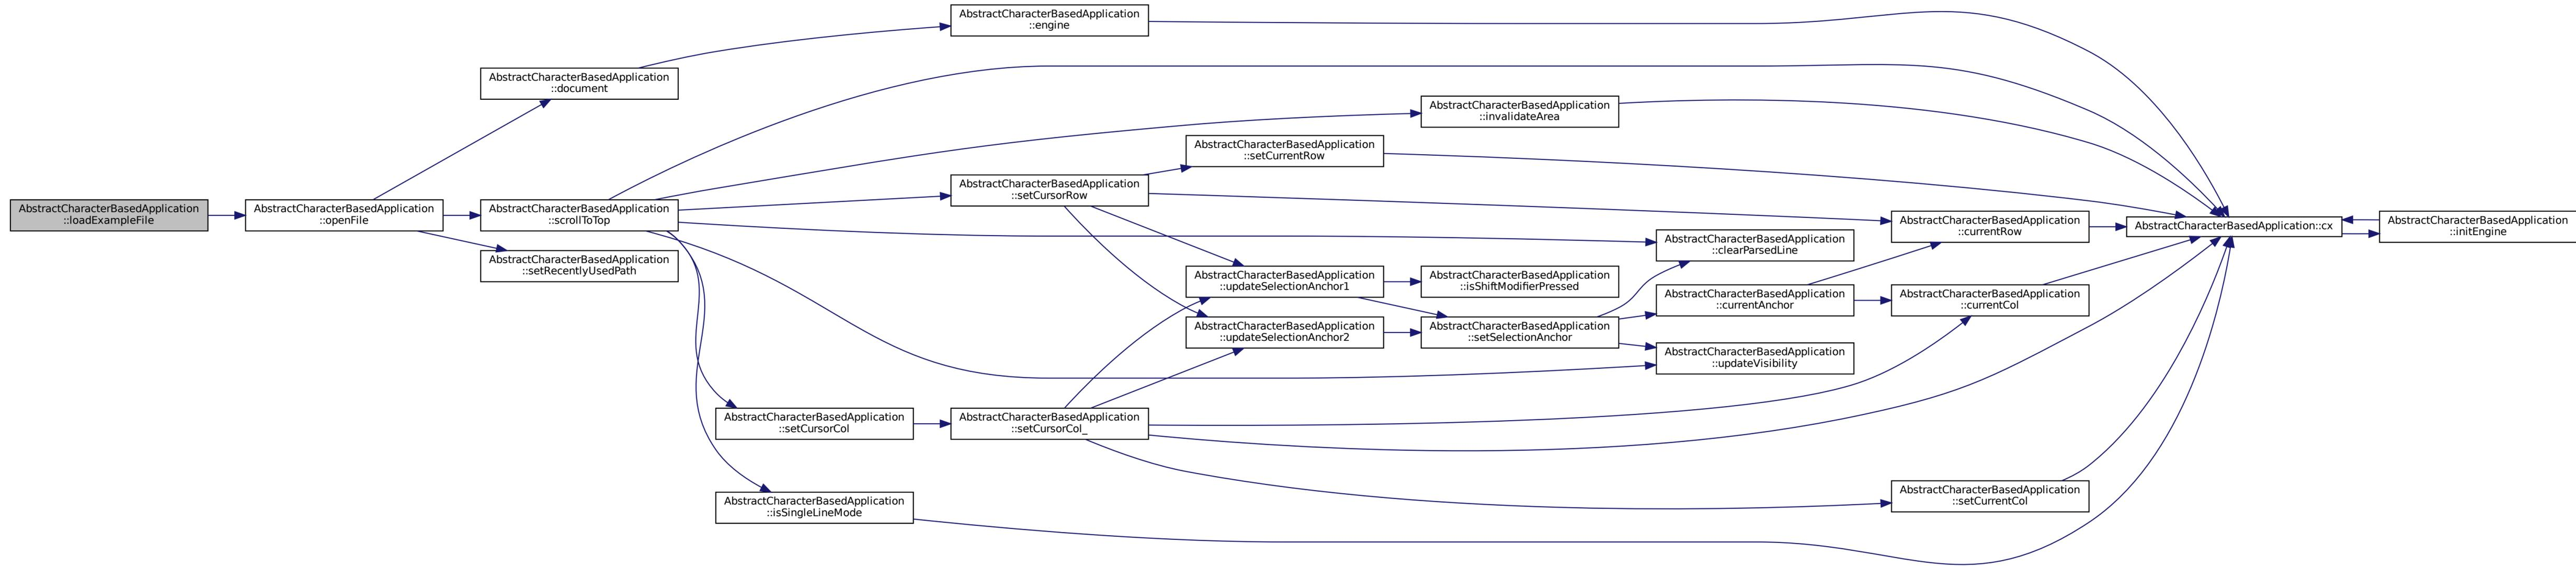 AbstractCharacterBasedApplication
::loadExampleFile
AbstractCharacterBasedApplication
::openFile
AbstractCharacterBasedApplication
::document
AbstractCharacterBasedApplication
::scrollToTop
AbstractCharacterBasedApplication
::setRecentlyUsedPath
AbstractCharacterBasedApplication
::setCursorCol
AbstractCharacterBasedApplication
::isSingleLineMode
AbstractCharacterBasedApplication
::engine
AbstractCharacterBasedApplication
::setCursorRow
AbstractCharacterBasedApplication
::setCursorCol_
AbstractCharacterBasedApplication
::setCurrentRow
AbstractCharacterBasedApplication
::updateSelectionAnchor1
AbstractCharacterBasedApplication
::updateSelectionAnchor2
AbstractCharacterBasedApplication
::invalidateArea
AbstractCharacterBasedApplication
::isShiftModifierPressed
AbstractCharacterBasedApplication
::setSelectionAnchor
AbstractCharacterBasedApplication
::clearParsedLine
AbstractCharacterBasedApplication
::currentAnchor
AbstractCharacterBasedApplication
::updateVisibility
AbstractCharacterBasedApplication
::currentRow
AbstractCharacterBasedApplication
::currentCol
AbstractCharacterBasedApplication
::setCurrentCol
AbstractCharacterBasedApplication::cx
AbstractCharacterBasedApplication
::initEngine